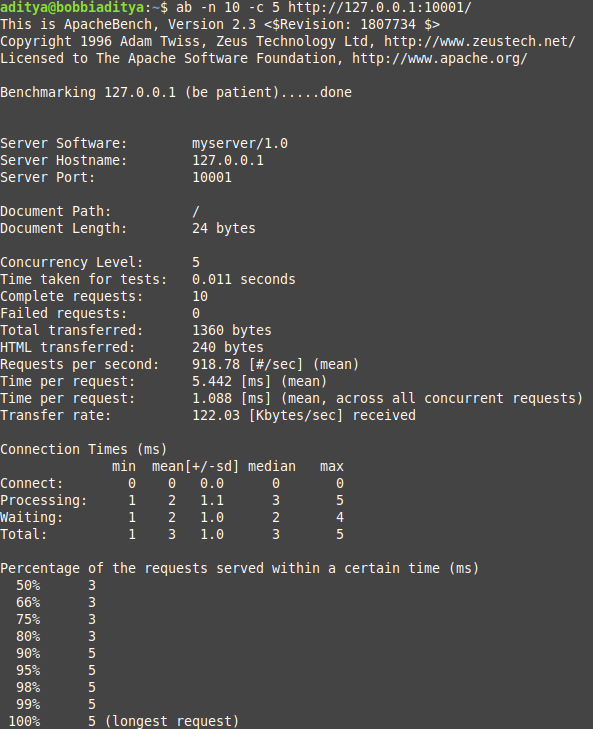 aditya@bobbiaditya:~$ ab -n 10 -c 5 http://127.0.0.1:10001/
This is ApacheBench, Version 2.3 <$Revision: 1807734 $>
Copyright 1996 Adam Twiss, Zeus Technology Ltd, http://www.zeustech.net/
Licensed to The Apache Software Foundation, http://www.apache.org/

Benchmarking 127.0.0.1 (be patient).....done


Server Software:        myserver/1.0
Server Hostname:        127.0.0.1
Server Port:            10001

Document Path:          /
Document Length:        24 bytes

Concurrency Level:      5
Time taken for tests:   0.011 seconds
Complete requests:      10
Failed requests:        0
Total transferred:      1360 bytes
HTML transferred:       240 bytes
Requests per second:    918.78 [#/sec] (mean)
Time per request:       5.442 [ms] (mean)
Time per request:       1.088 [ms] (mean, across all concurrent requests)
Transfer rate:          122.03 [Kbytes/sec] received

Connection Times (ms)
              min  mean[+/-sd] median   max
Connect:        0    0   0.0      0       0
Processing:     1    2   1.1      3       5
Waiting:        1    2   1.0      2       4
Total:          1    3   1.0      3       5

Percentage of the requests served within a certain time (ms)
  50%      3
  66%      3
  75%      3
  80%      3
  90%      5
  95%      5
  98%      5
  99%      5
 100%      5 (longest request)